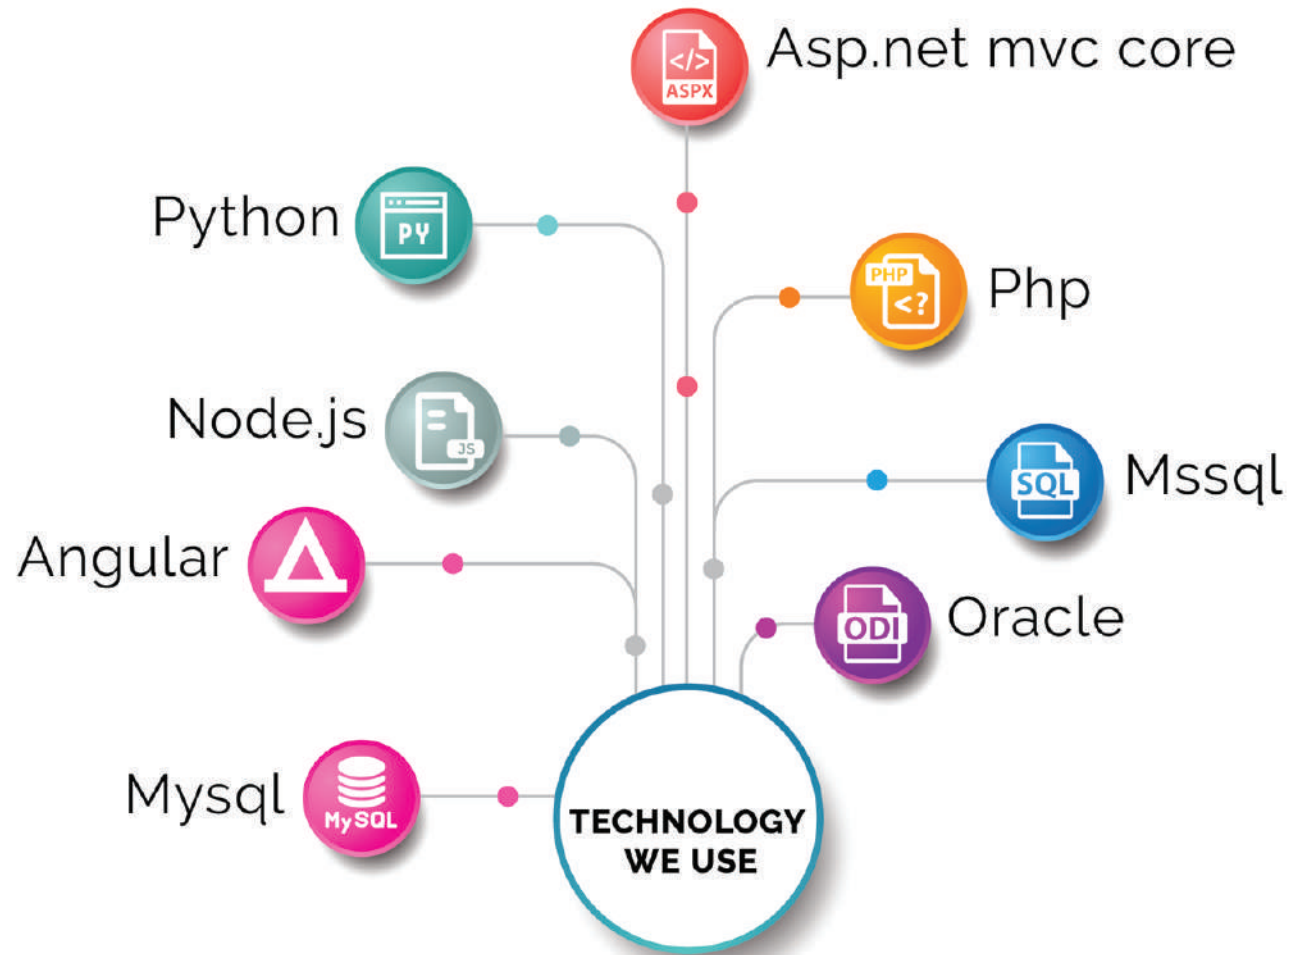 Asp.net mvc core
</>
ASPX
Python
PY
PHP
<?
Php
Node.js
JS
SQL
Mssql
Angular
ODI
Oracle
Mysql
MySQL
TECHNOLOGY
WE USE